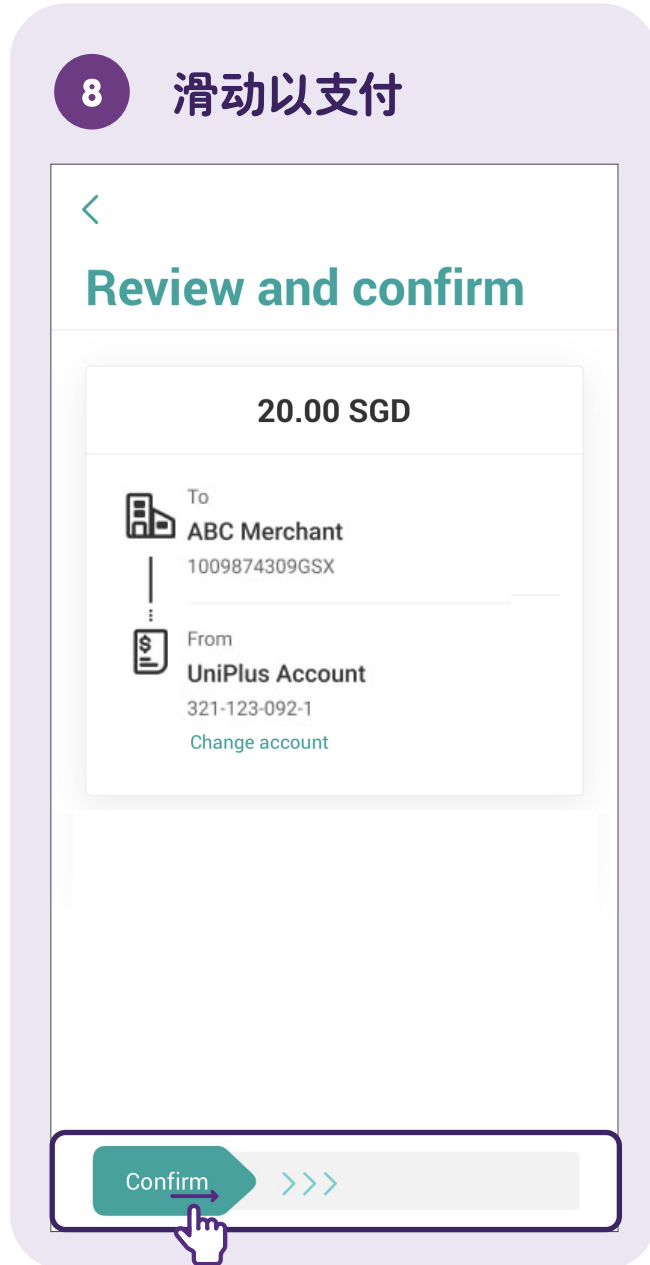 8
滑动以支付
Review and confirm
20.00 SGD
To
ABC Merchant
1009874309GSX
From
UniPlus Account
321-123-092-1
Change account
Confirm